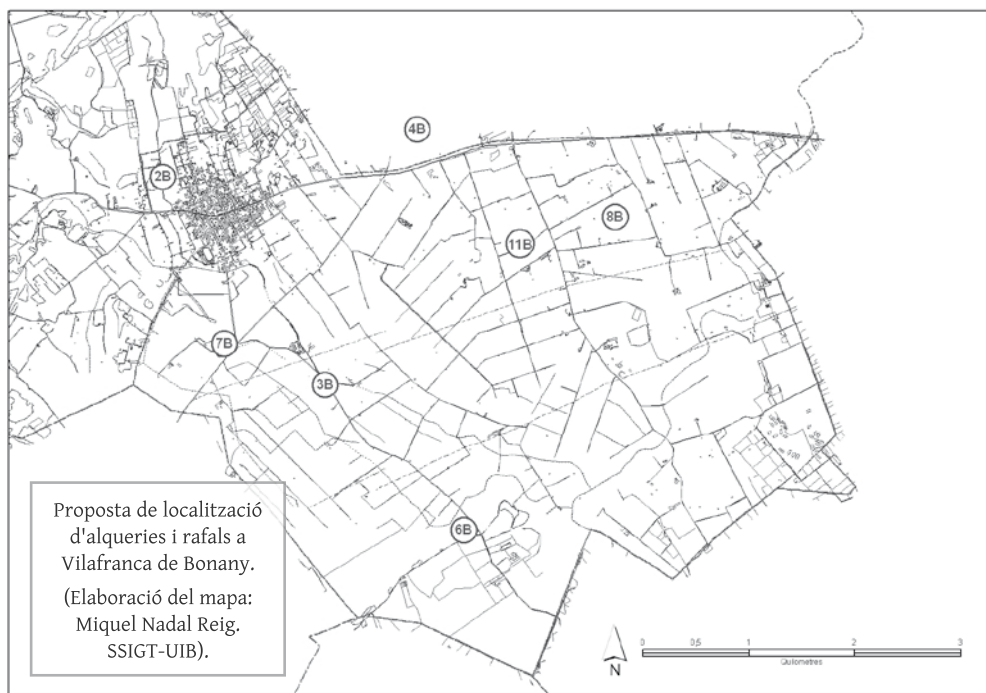 4B
2B
8B
11B
7B
3B
6B
Proposta de localització
d'alqueries i rafals a
Vilafranca de Bonany.
(Elaboració del mapa:
Miquel Nadal Reig.
SSIGT-UIB).
N
0 0,5 1 2 3
Quilometres